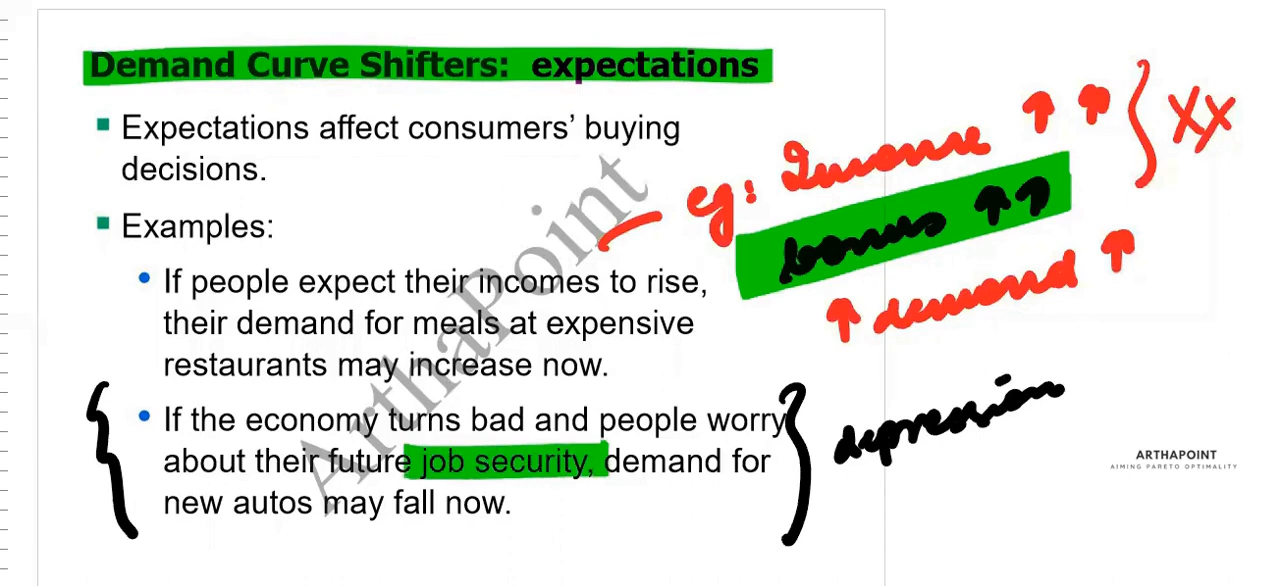 Demand Curve Shifters: expectations
Expectations affect consumers' buying
decisions.
Examples:
If people expect their incomes to rise,
their demand for meals at expensive
restaurants may increase now.
If the economy turns bad and people worry
about their future job security, demand for
new autos may fall now.
eg: Income ↑ ↑ } XX
bonus ↑↑
↑ demand ↑
depression
ArthaPoint
ARTHAPOINT
AIMING PARETO OPTIMALITY